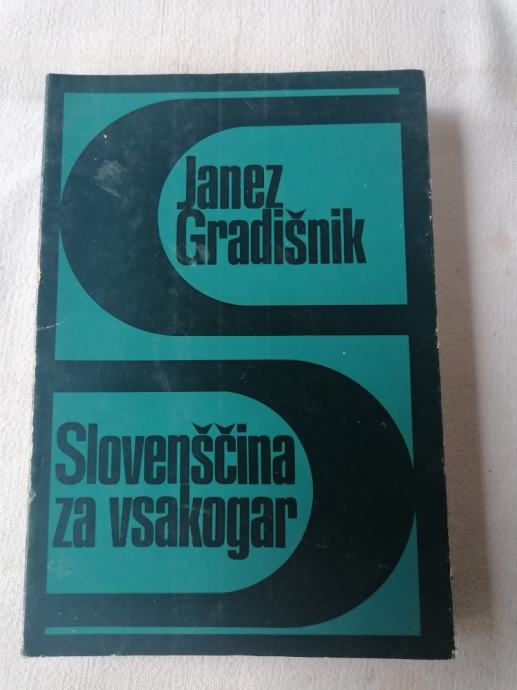 Janez
Gradišnik
Slovenščina
za vsakogar